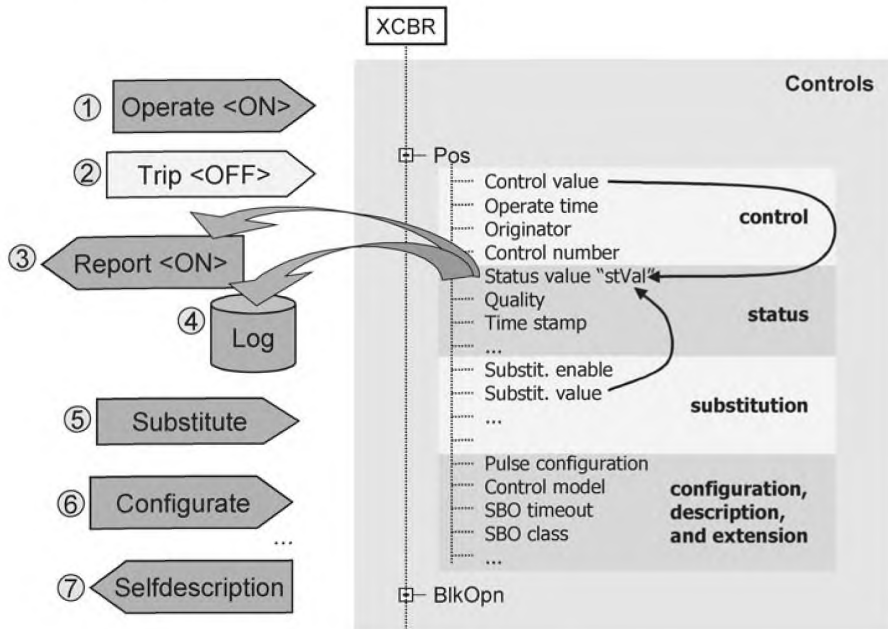 XCBR
Controls
① Operate <ON>
② Trip <OFF>
③ Report <ON>
④ Log
⑤ Substitute
⑥ Configurate
...
⑦ Selfdescription
Pos
Control value
Operate time
Originator
Control number
control
Status value “stVal”
Quality
Time stamp
...
status
Substit. enable
Substit. value
...
substitution
Pulse configuration
Control model
SBO timeout
SBO class
...
configuration,
description,
and extension
BlkOpn